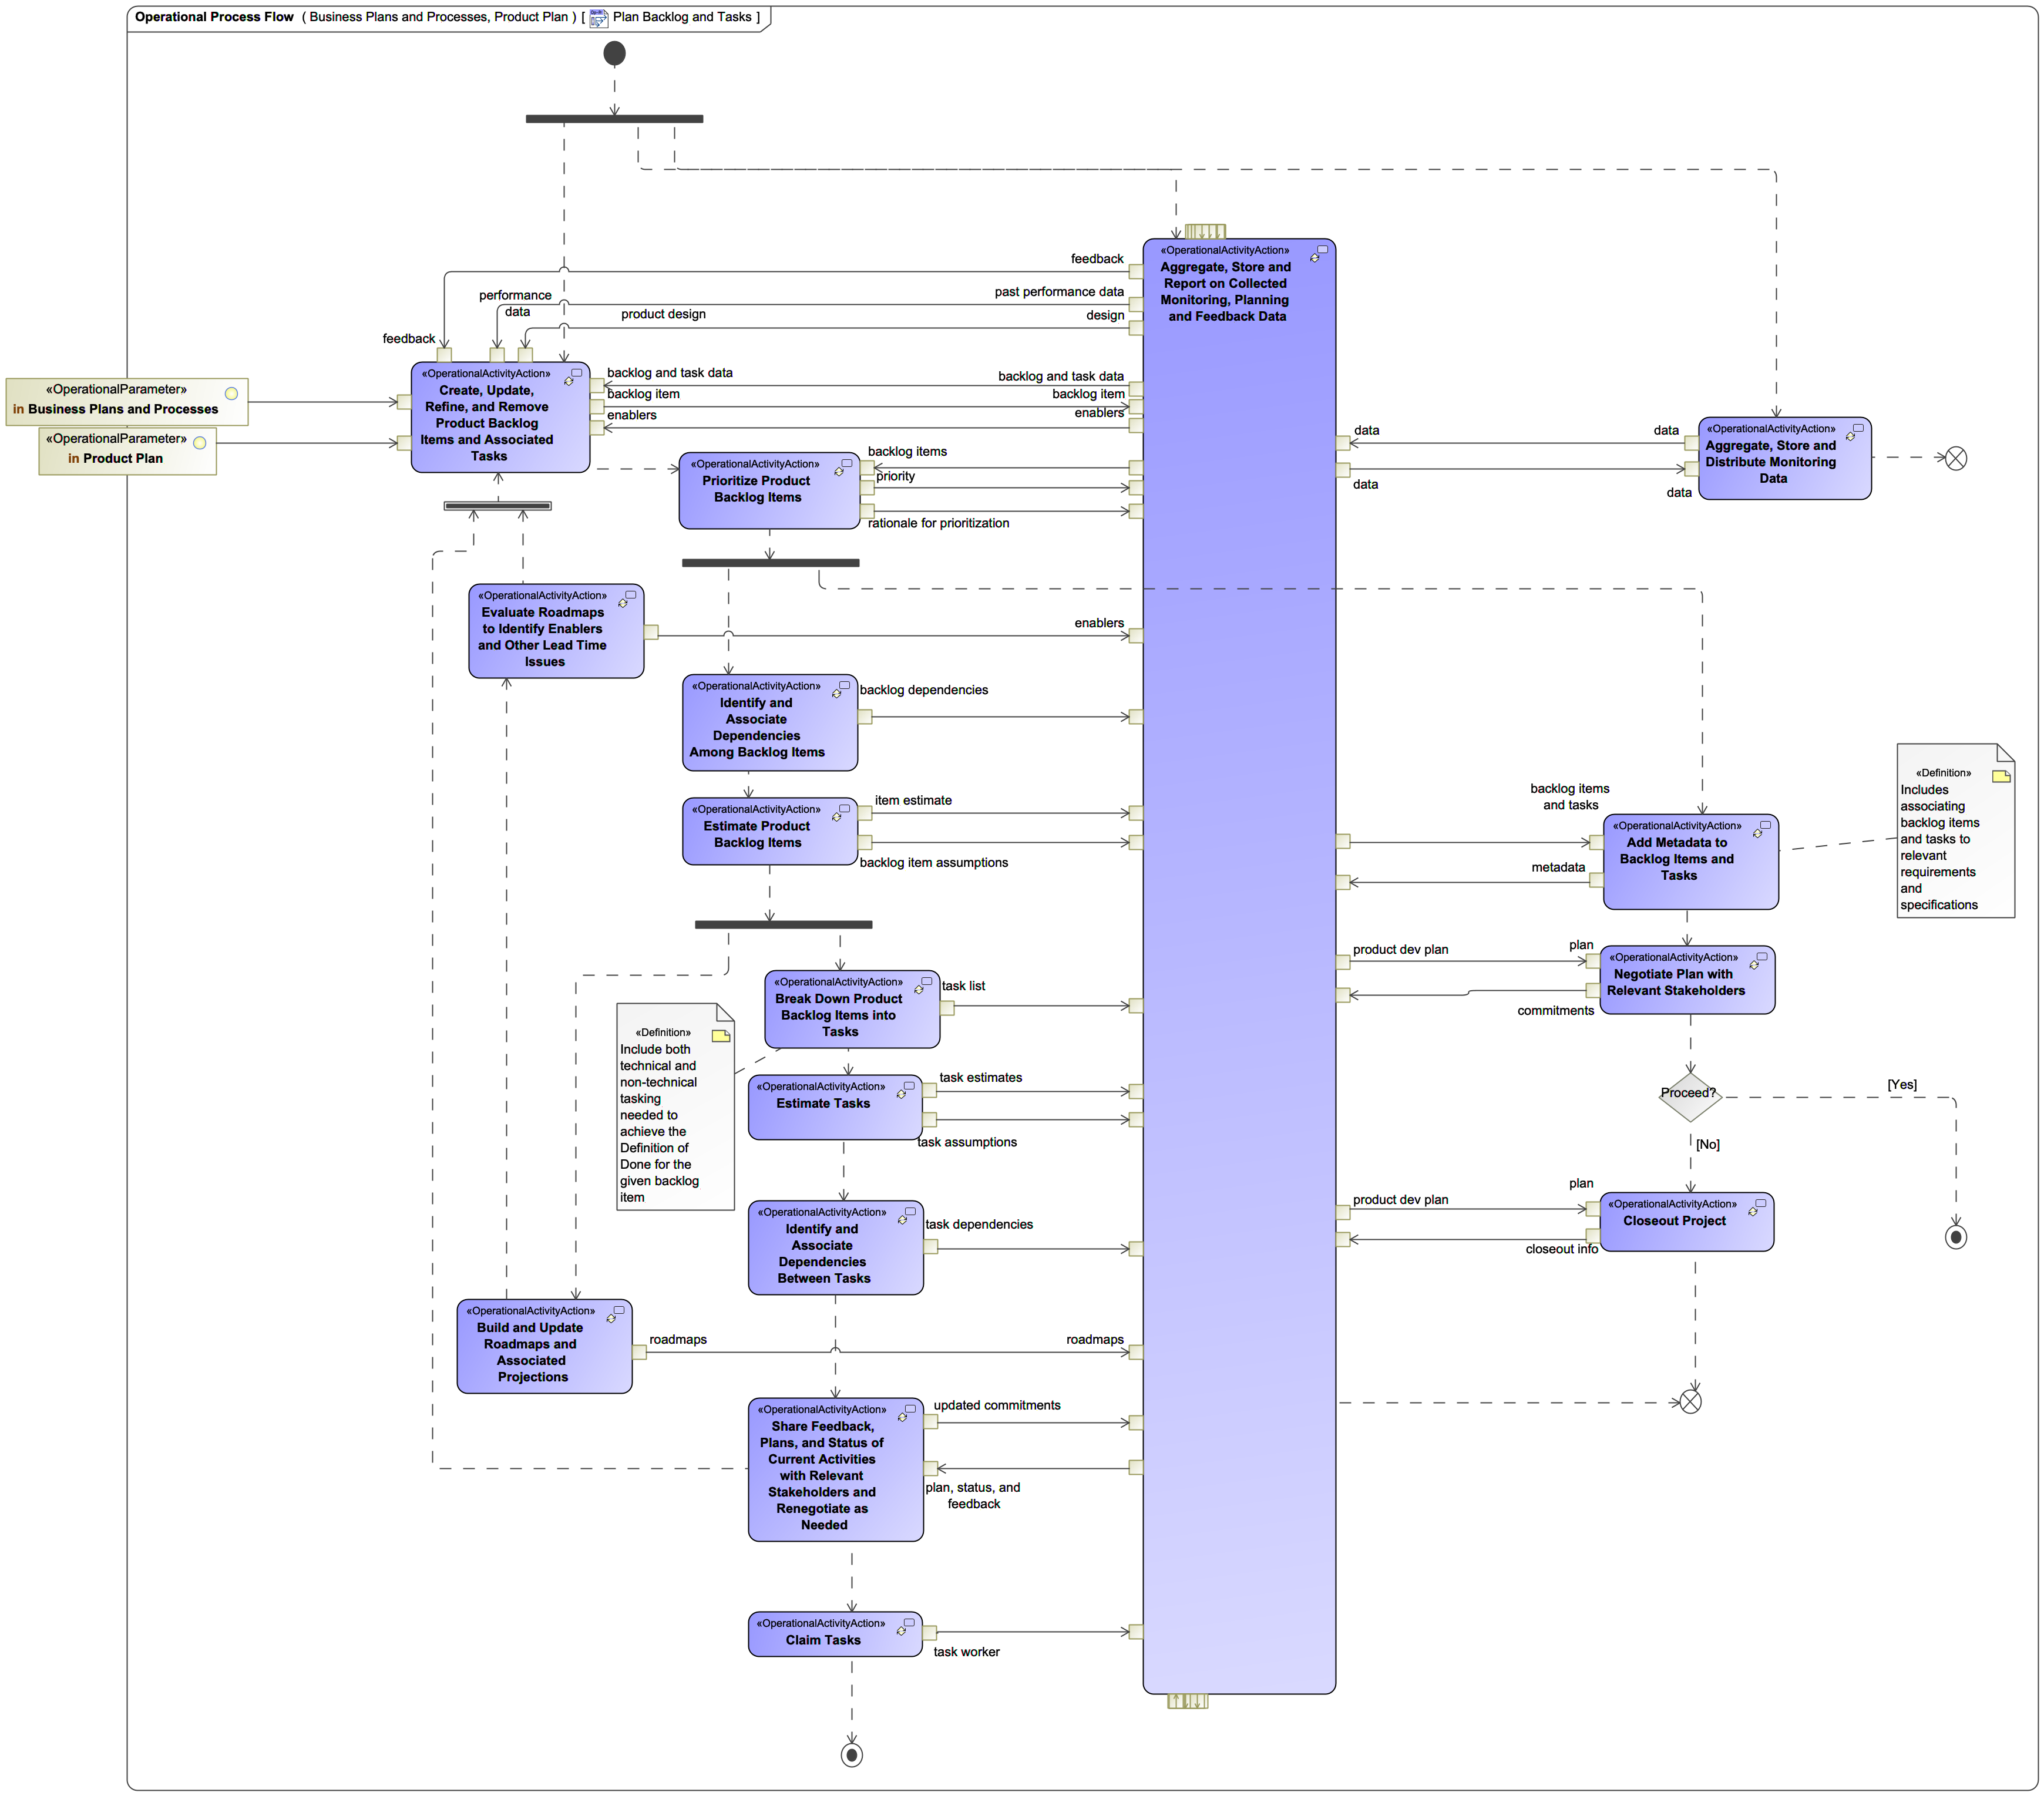 Operational Process Flow ( Business Plans and Processes, Product Plan ) [ Plan Backlog and Tasks ]
«OperationalActivityAction»
Aggregate, Store and
Report on Collected
Monitoring, Planning
and Feedback Data
feedback
past performance data
design
performance
data
product design
feedback
«OperationalParameter»
in Business Plans and Processes
«OperationalParameter»
in Product Plan
«OperationalActivityAction»
Create, Update,
Refine, and Remove
Product Backlog
Items and Associated
Tasks
backlog and task data
backlog item
enablers
backlog and task data
backlog item
enablers
data
data
data
data
«OperationalActivityAction»
Aggregate, Store and
Distribute Monitoring
Data
«OperationalActivityAction»
Prioritize Product
Backlog Items
backlog items
priority
rationale for prioritization
«OperationalActivityAction»
Evaluate Roadmaps
to Identify Enablers
and Other Lead Time
Issues
enablers
«OperationalActivityAction»
Identify and
Associate
Dependencies
Among Backlog Items
backlog dependencies
«OperationalActivityAction»
Estimate Product
Backlog Items
item estimate
backlog item assumptions
backlog items
and tasks
metadata
«OperationalActivityAction»
Add Metadata to
Backlog Items and
Tasks
«Definition»
Includes
associating
backlog items
and tasks to
relevant
requirements
and
specifications
product dev plan
plan
commitments
«OperationalActivityAction»
Negotiate Plan with
Relevant Stakeholders
«OperationalActivityAction»
Break Down Product
Backlog Items into
Tasks
task list
«Definition»
Include both
technical and
non-technical
tasking
needed to
achieve the
Definition of
Done for the
given backlog
item
«OperationalActivityAction»
Estimate Tasks
task estimates
task assumptions
Proceed?
[Yes]
[No]
«OperationalActivityAction»
Identify and
Associate
Dependencies
Between Tasks
task dependencies
product dev plan
plan
closeout info
«OperationalActivityAction»
Closeout Project
«OperationalActivityAction»
Build and Update
Roadmaps and
Associated
Projections
roadmaps
roadmaps
«OperationalActivityAction»
Share Feedback,
Plans, and Status of
Current Activities
with Relevant
Stakeholders and
Renegotiate as
Needed
updated commitments
plan, status, and
feedback
«OperationalActivityAction»
Claim Tasks
task worker